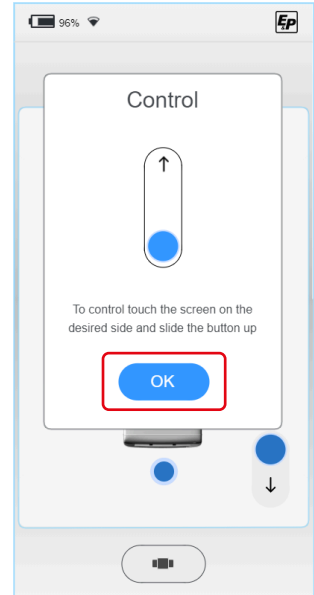 96%
EP
Control
To control touch the screen on the
desired side and slide the button up
OK